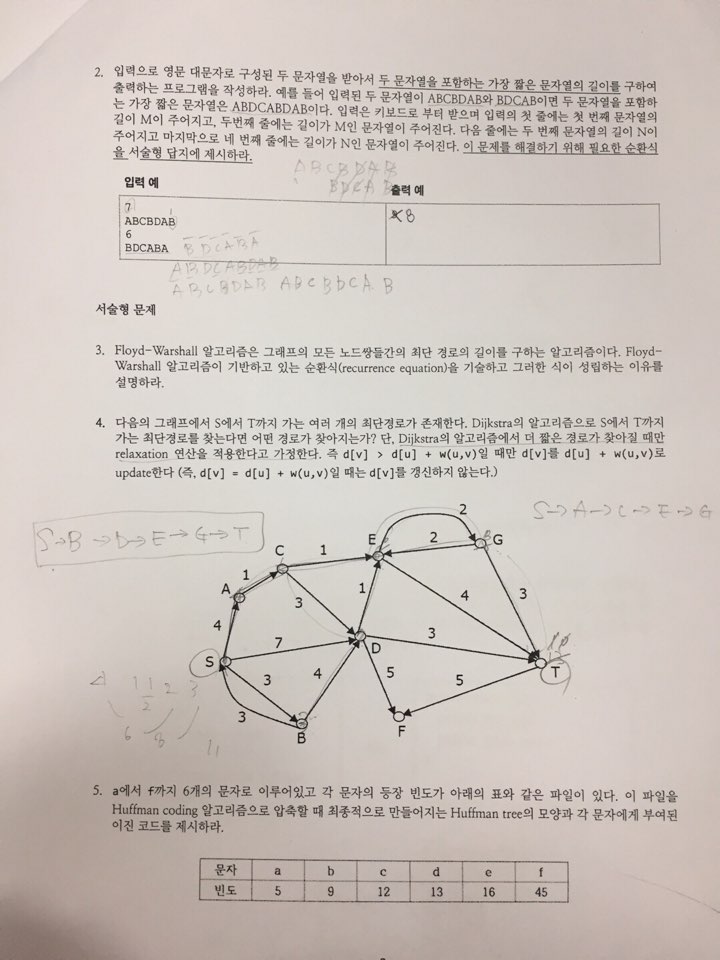 2. 입력으로 영문 대문자로 구성된 두 문자열을 받아서 두 문자열을 포함하는 가장 짧은 문자열의 길이를 구하여
출력하는 프로그램을 작성하라. 예를 들어 입력된 두 문자열이 ABCBDAB와 BDCAB이면 두 문자열을 포함하
는 가장 짧은 문자열은 ABDCABDAB이다. 입력은 키보드로 부터 받으며 입력의 첫 줄에는 첫 번째 문자열의
길이 M이 주어지고, 두번째 줄에는 길이가 M인 문자열이 주어진다. 다음 줄에는 두 번째 문자열의 길이 N이
주어지고 마지막으로 네 번째 줄에는 길이가 N인 문자열이 주어진다. 이 문제를 해결하기 위해 필요한 순환식
을 서술형 답지에 제시하라.
ABCBDAB
BDCAB
입력 예
출력 예
7
8
ABCBDAB
6
BDCABA
BDCABA
ABDCABDAB
ABCBDAB ABCBDCAB
서술형 문제
3. Floyd-Warshall 알고리즘은 그래프의 모든 노드쌍들간의 최단 경로의 길이를 구하는 알고리즘이다. Floyd-
Warshall 알고리즘이 기반하고 있는 순환식(recurrence equation)을 기술하고 그러한 식이 성립하는 이유를
설명하라.
4. 다음의 그래프에서 S에서 T까지 가는 여러 개의 최단경로가 존재한다. Dijkstra의 알고리즘으로 S에서 T까지
가는 최단경로를 찾는다면 어떤 경로가 찾아지는가? 단, Dijkstra의 알고리즘에서 더 짧은 경로가 찾아질 때만
relaxation 연산을 적용한다고 가정한다. 즉 d[v] > d[u] + w(u,v)일 때만 d[v]를 d[u] + w(u,v)로
update한다 (즉, d[v] = d[u] + w(u,v)일 때는 d[v]를 갱신하지 않는다.)
2
S→A→C→E→G
S→B→D→E→G→T
E 2 G
C 1
1
A 3 1 4 3
4
7 D 3
S T
3 4 5 5
3
F
B
1 1 2 3
2
6 8
11
5. a에서 f까지 6개의 문자로 이루어있고 각 문자의 등장 빈도가 아래의 표와 같은 파일이 있다. 이 파일을
Huffman coding 알고리즘으로 압축할 때 최종적으로 만들어지는 Huffman tree의 모양과 각 문자에게 부여된
이진 코드를 제시하라.
문자 a b c d e f
빈도 5 9 12 13 16 45